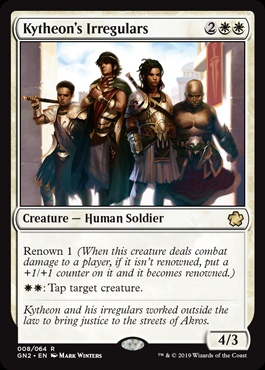 Kytheon's Irregulars 2
Creature — Human Soldier
Renown 1 (When this creature deals combat
damage to a player, if it isn't renowned, put a
+1/+1 counter on it and it becomes renowned.)
: Tap target creature.
Kytheon and his irregulars worked outside the
law to bring justice to the streets of Akros.
4/3
008/064 R
GN2 • EN Mark Winters
™ & © 2019 Wizards of the Coast